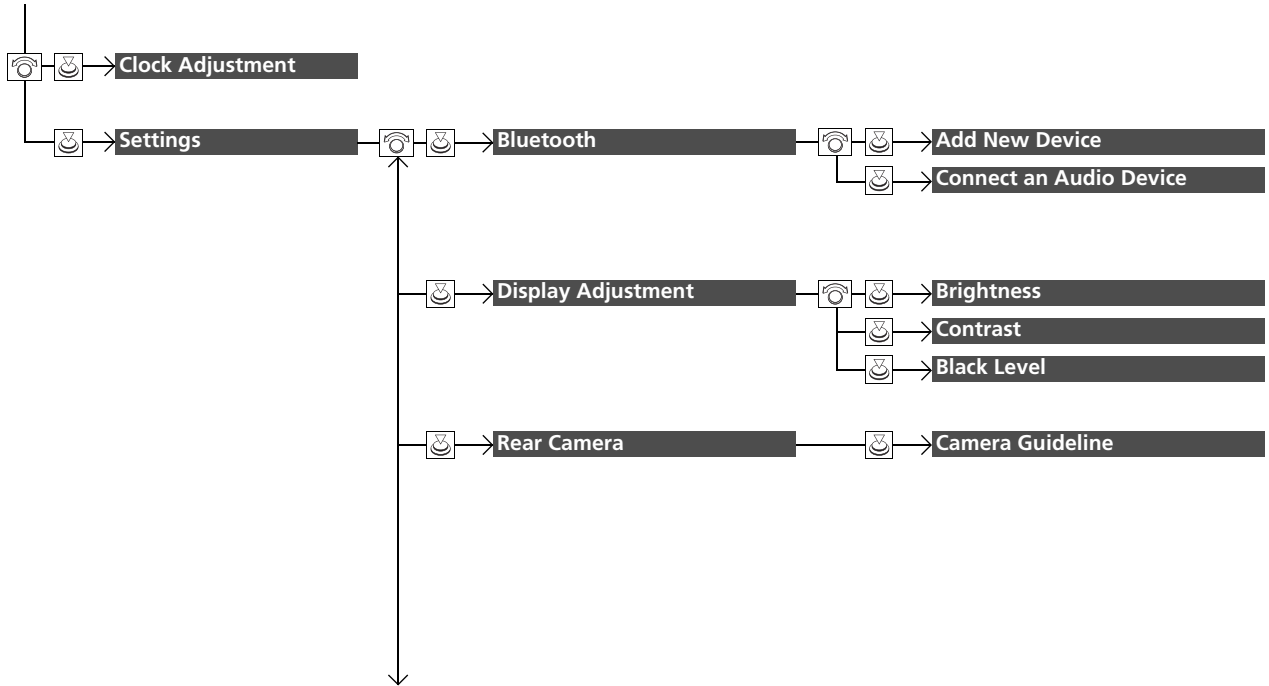 Clock Adjustment
Settings
Bluetooth
Add New Device
Connect an Audio Device
Display Adjustment
Brightness
Contrast
Black Level
Rear Camera
Camera Guideline